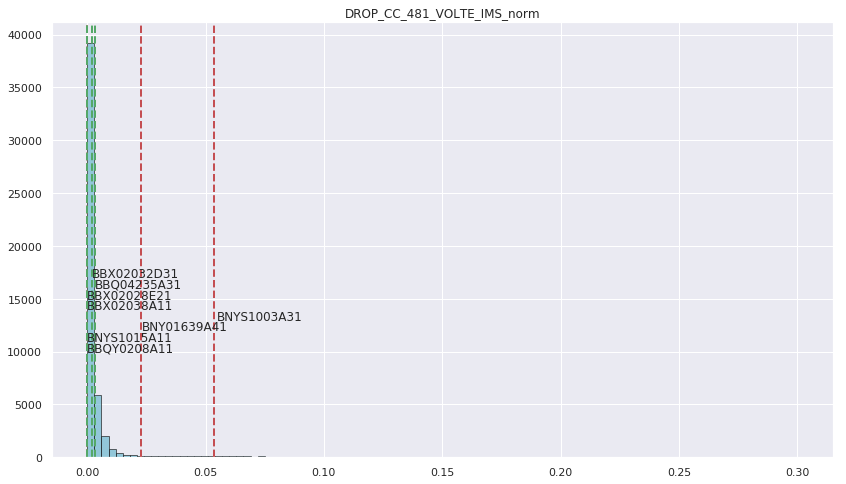 DROP_CC_481_VOLTE_IMS_norm
40000
35000
30000
25000
20000
BBX02032D31
BBQ04235A31
BBX02028E21
15000
BBX02038A11
BNYS1003A31
BNY01639A41
BNYS1015A11
10000
BBQY0208A11
5000
0
0.00 0.05 0.10 0.15 0.20 0.25 0.30